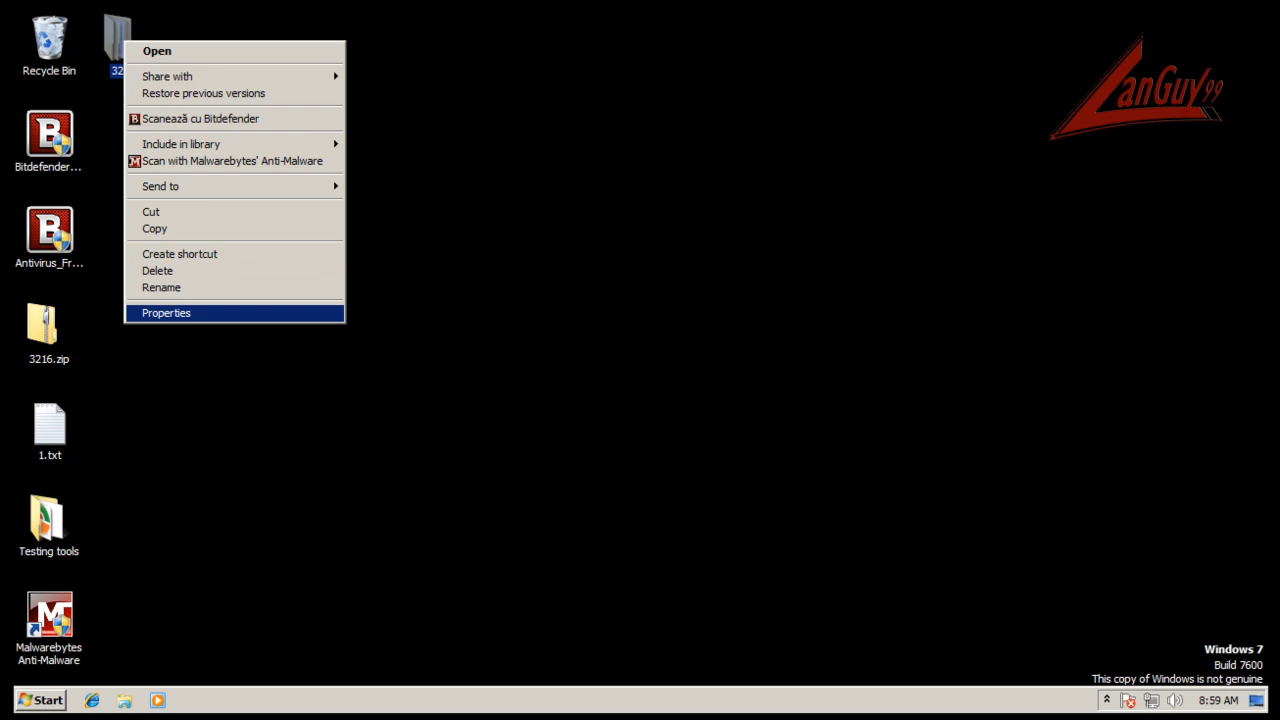 Recycle Bin
32
Open
Share with
Restore previous versions
Scanează cu Bitdefender
Include in library
Scan with Malwarebytes' Anti-Malware
Send to
Cut
Copy
Create shortcut
Delete
Rename
Properties
Bitdefender...
Antivirus_Fr...
3216.zip
1.txt
Testing tools
Malwarebytes
Anti-Malware
LanGuy99
Windows 7
Build 7600
This copy of Windows is not genuine
Start
8:59 AM